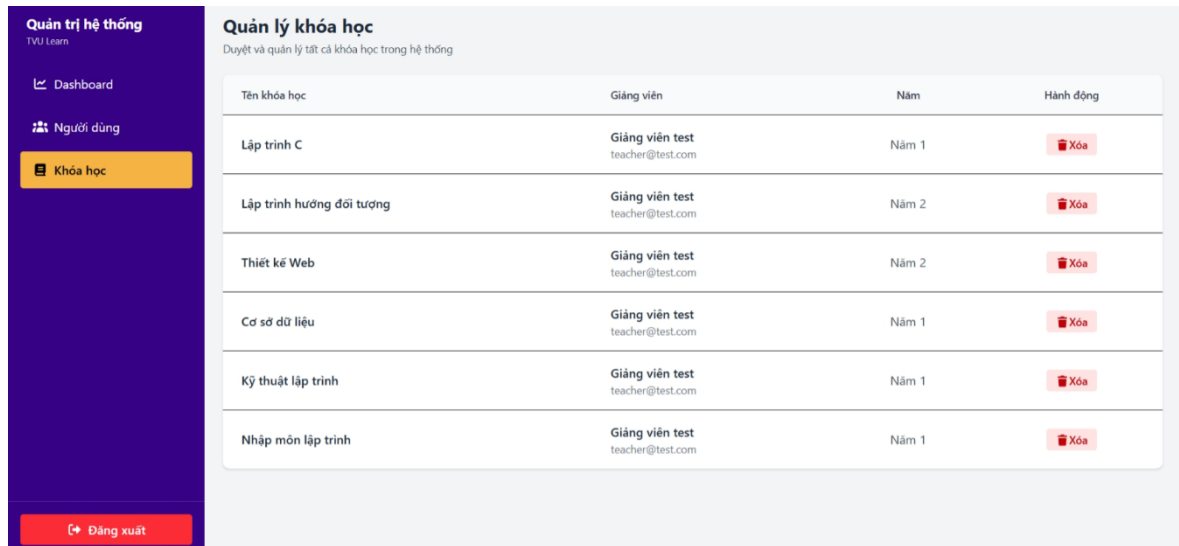 Quản trị hệ thống
TVU Learn
Dashboard
Người dùng
Khóa học
Đăng xuất
Quản lý khóa học
Duyệt và quản lý tất cả khóa học trong hệ thống
Tên khóa học Giảng viên Năm Hành động
Lập trình C Giảng viên test Năm 1 Xóa
teacher@test.com
Lập trình hướng đối tượng Giảng viên test Năm 2 Xóa
teacher@test.com
Thiết kế Web Giảng viên test Năm 2 Xóa
teacher@test.com
Cơ sở dữ liệu Giảng viên test Năm 1 Xóa
teacher@test.com
Kỹ thuật lập trình Giảng viên test Năm 1 Xóa
teacher@test.com
Nhập môn lập trình Giảng viên test Năm 1 Xóa
teacher@test.com